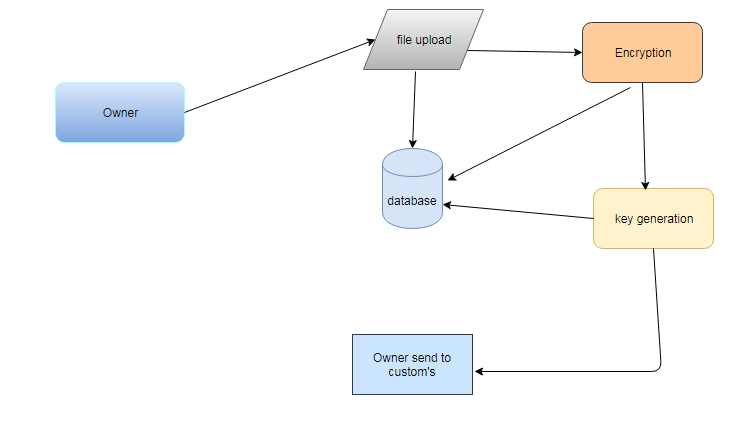 file upload
Encryption
Owner
database
key generation
Owner send to
custom's